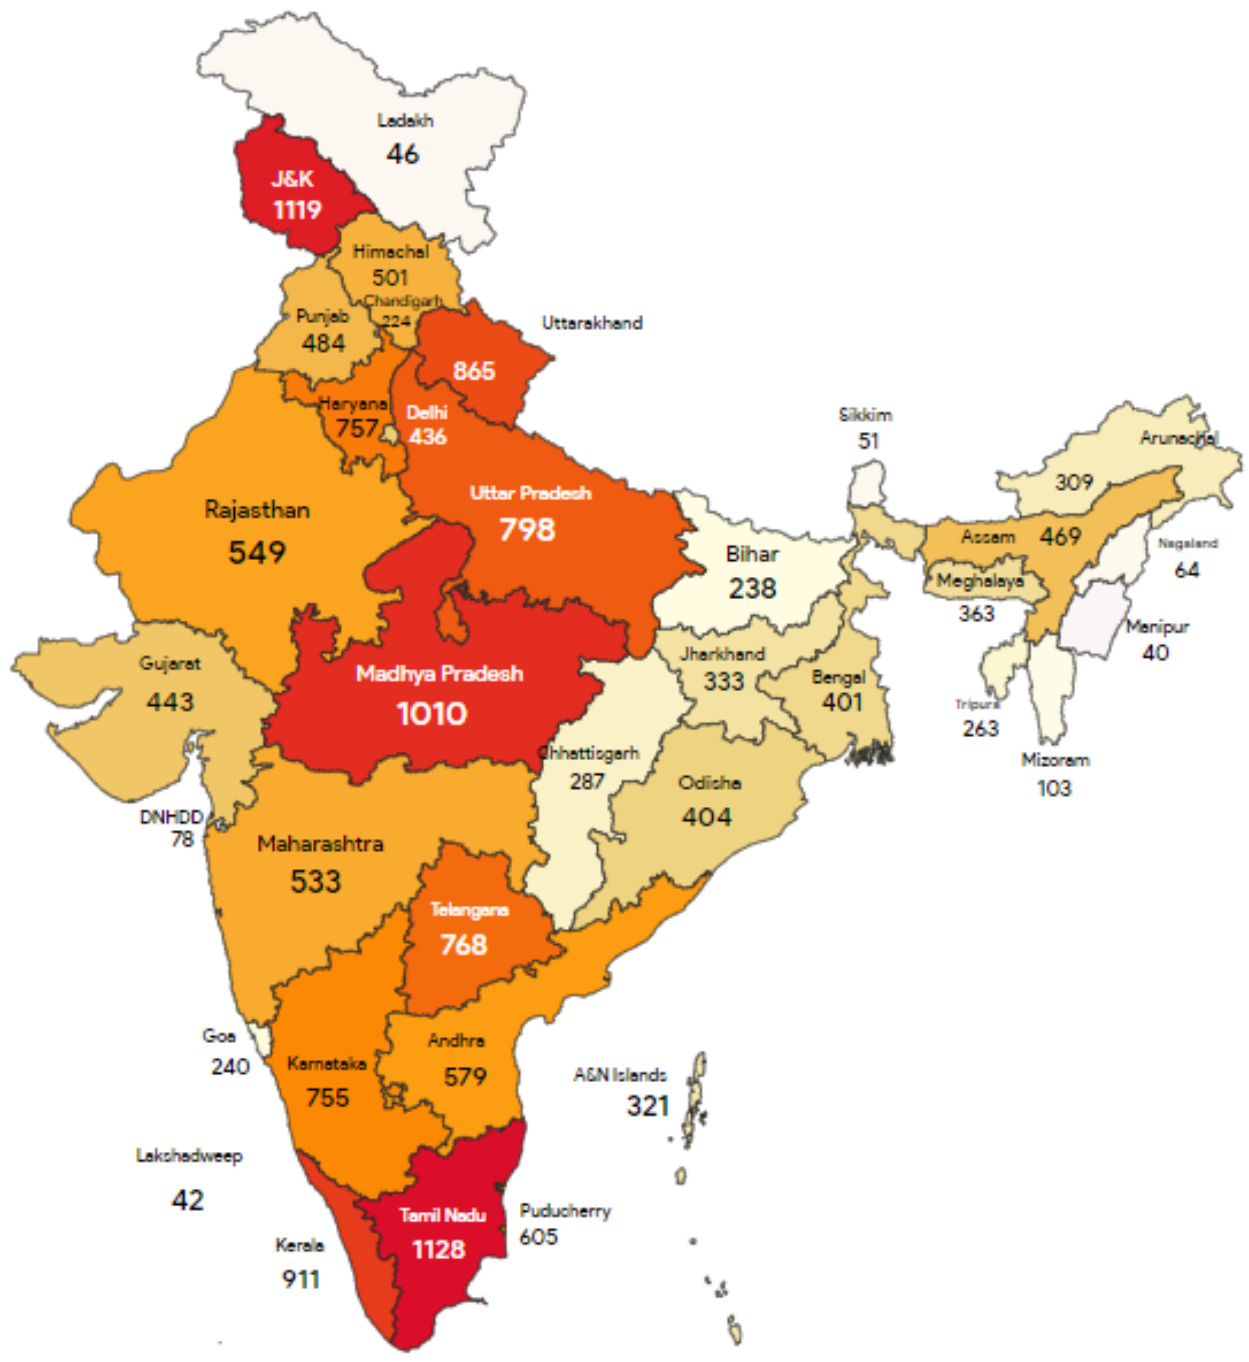 Ladakh
46
J&K
1119
Himachal
501
Chandigarh
224
Punjab
484
Uttarakhand
865
Haryana
757
Delhi
436
Sikkim
51
Arunachal
309
Rajasthan
549
Uttar Pradesh
798
Bihar
238
Assam 469
Nagaland
64
Meghalaya
363
Manipur
40
Gujarat
443
Madhya Pradesh
1010
Jharkhand
333
Bengal
401
Tripura
263
Mizoram
103
Chhattisgarh
287
Odisha
404
DNHDD
78
Maharashtra
533
Telangana
768
Goa
240
Karnataka
755
Andhra
579
A&N Islands
321
Lakshadweep
42
Kerala
911
Tamil Nadu
1128
Puducherry
605